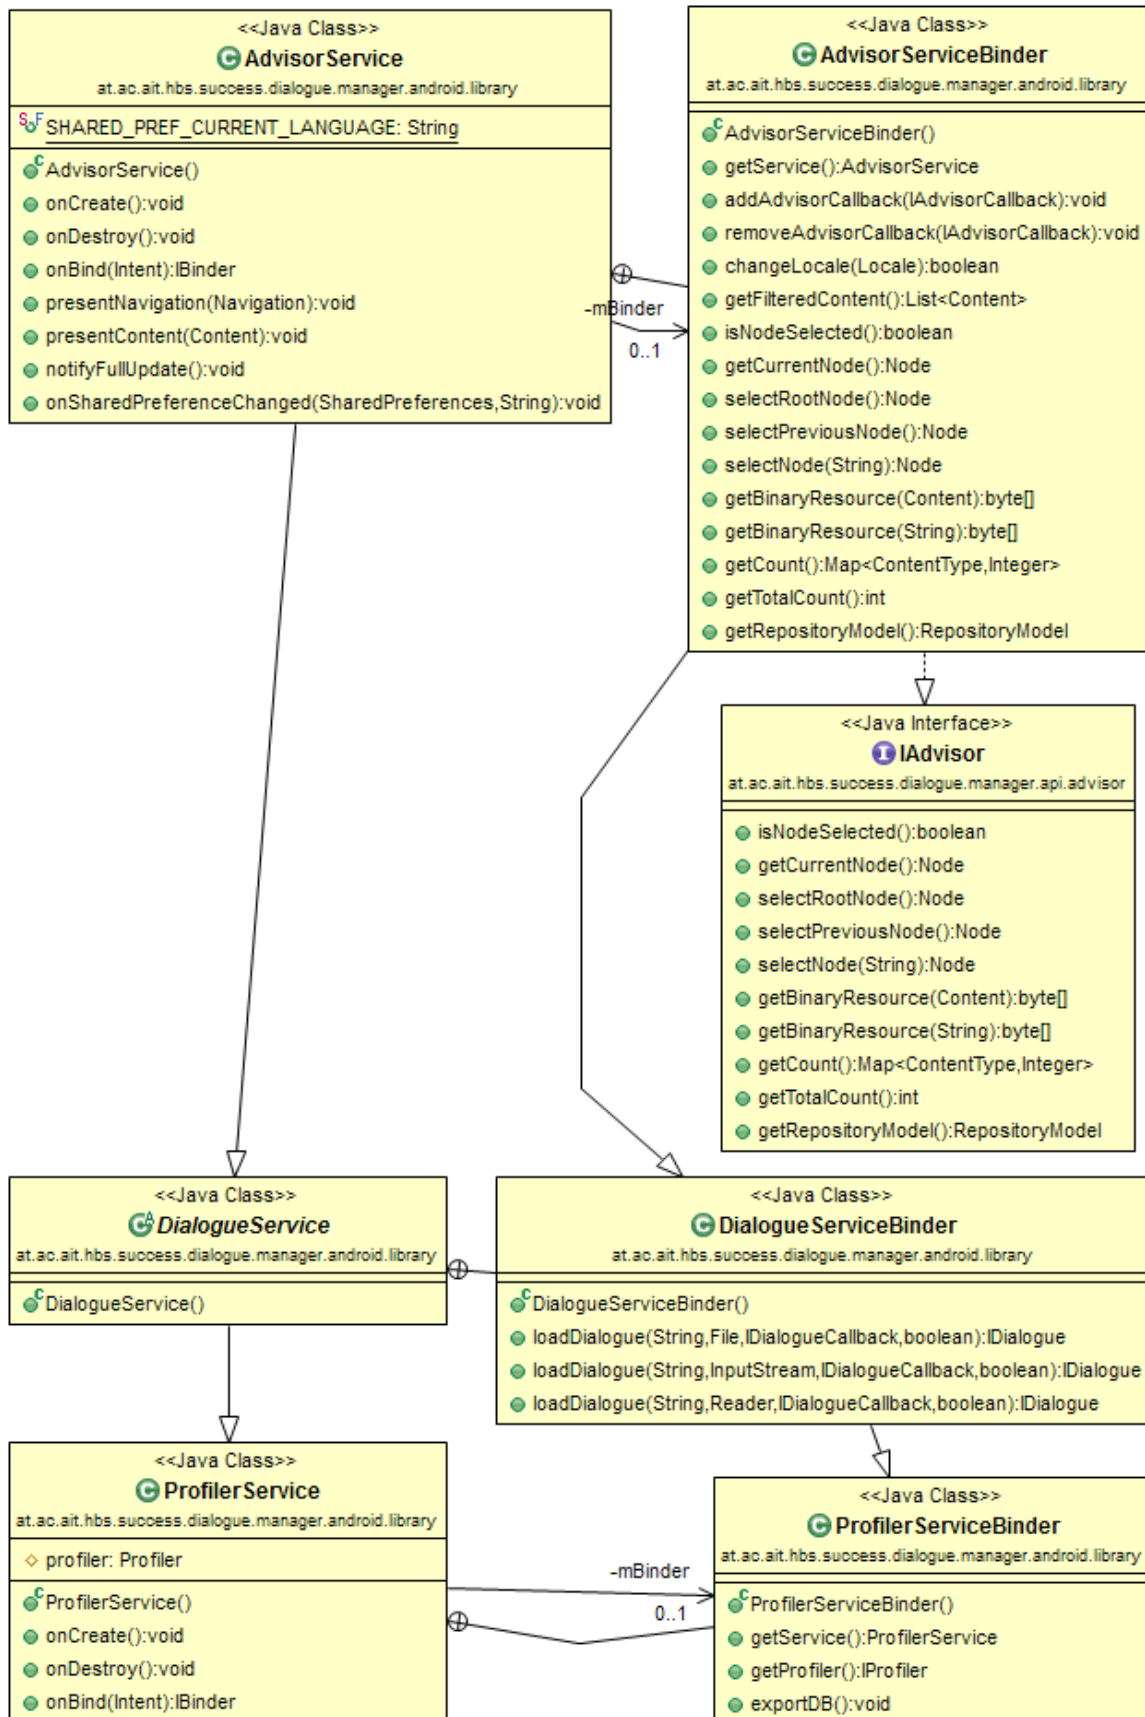 <<Java Class>>
AdvisorService
at.ac.ait.hbs.success.dialogue.manager.android.library
SHARED_PREF_CURRENT_LANGUAGE: String
AdvisorService()
onCreate():void
onDestroy():void
onBind(Intent):IBinder
presentNavigation(Navigation):void
presentContent(Content):void
notifyFullUpdate():void
onSharedPreferenceChanged(SharedPreferences,String):void
-mBinder
0..1
<<Java Class>>
AdvisorServiceBinder
at.ac.ait.hbs.success.dialogue.manager.android.library
AdvisorServiceBinder()
getService():AdvisorService
addAdvisorCallback(IAdvisorCallback):void
removeAdvisorCallback(IAdvisorCallback):void
changeLocale(Locale):boolean
getFilteredContent():List<Content>
isNodeSelected():boolean
getCurrentNode():Node
selectRootNode():Node
selectPreviousNode():Node
selectNode(String):Node
getBinaryResource(Content):byte[]
getBinaryResource(String):byte[]
getCount():Map<ContentType,Integer>
getTotalCount():int
getRepositoryModel():RepositoryModel
<<Java Interface>>
IAdvisor
at.ac.ait.hbs.success.dialogue.manager.api.advisor
isNodeSelected():boolean
getCurrentNode():Node
selectRootNode():Node
selectPreviousNode():Node
selectNode(String):Node
getBinaryResource(Content):byte[]
getBinaryResource(String):byte[]
getCount():Map<ContentType,Integer>
getTotalCount():int
getRepositoryModel():RepositoryModel
<<Java Class>>
DialogueService
at.ac.ait.hbs.success.dialogue.manager.android.library
DialogueService()
<<Java Class>>
DialogueServiceBinder
at.ac.ait.hbs.success.dialogue.manager.android.library
DialogueServiceBinder()
loadDialogue(String,File,IDialogueCallback,boolean):IDialogue
loadDialogue(String,InputStream,IDialogueCallback,boolean):IDialogue
loadDialogue(String,Reader,IDialogueCallback,boolean):IDialogue
<<Java Class>>
ProfilerService
at.ac.ait.hbs.success.dialogue.manager.android.library
profiler: Profiler
ProfilerService()
onCreate():void
onDestroy():void
onBind(Intent):IBinder
-mBinder
0..1
<<Java Class>>
ProfilerServiceBinder
at.ac.ait.hbs.success.dialogue.manager.android.library
ProfilerServiceBinder()
getService():ProfilerService
getProfiler():IProfiler
exportDB():void